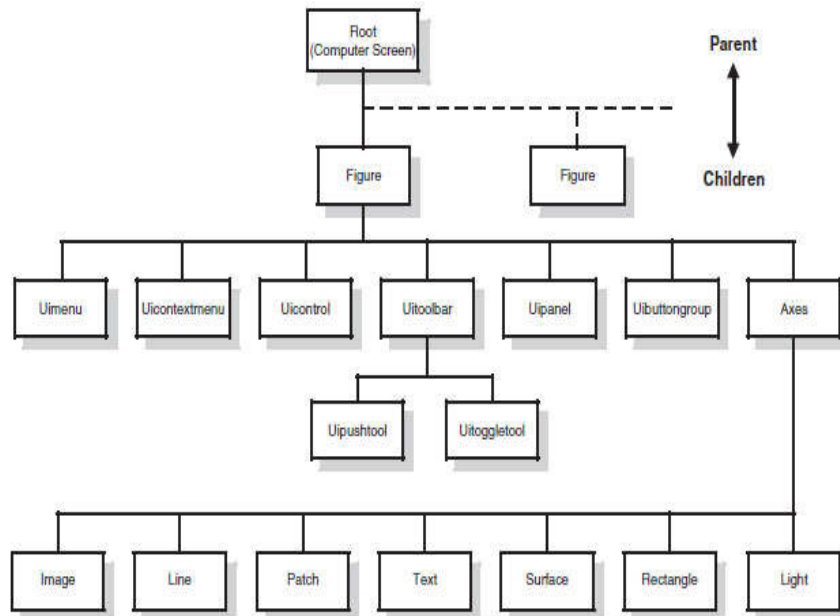 Root
(Computer Screen)
Parent
Figure
Figure
Children
Uimenu
Uicontextmenu
Uicontrol
Uitoolbar
Uipanel
Uibuttongroup
Axes
Uipushtool
Uitoggletool
Image
Line
Patch
Text
Surface
Rectangle
Light